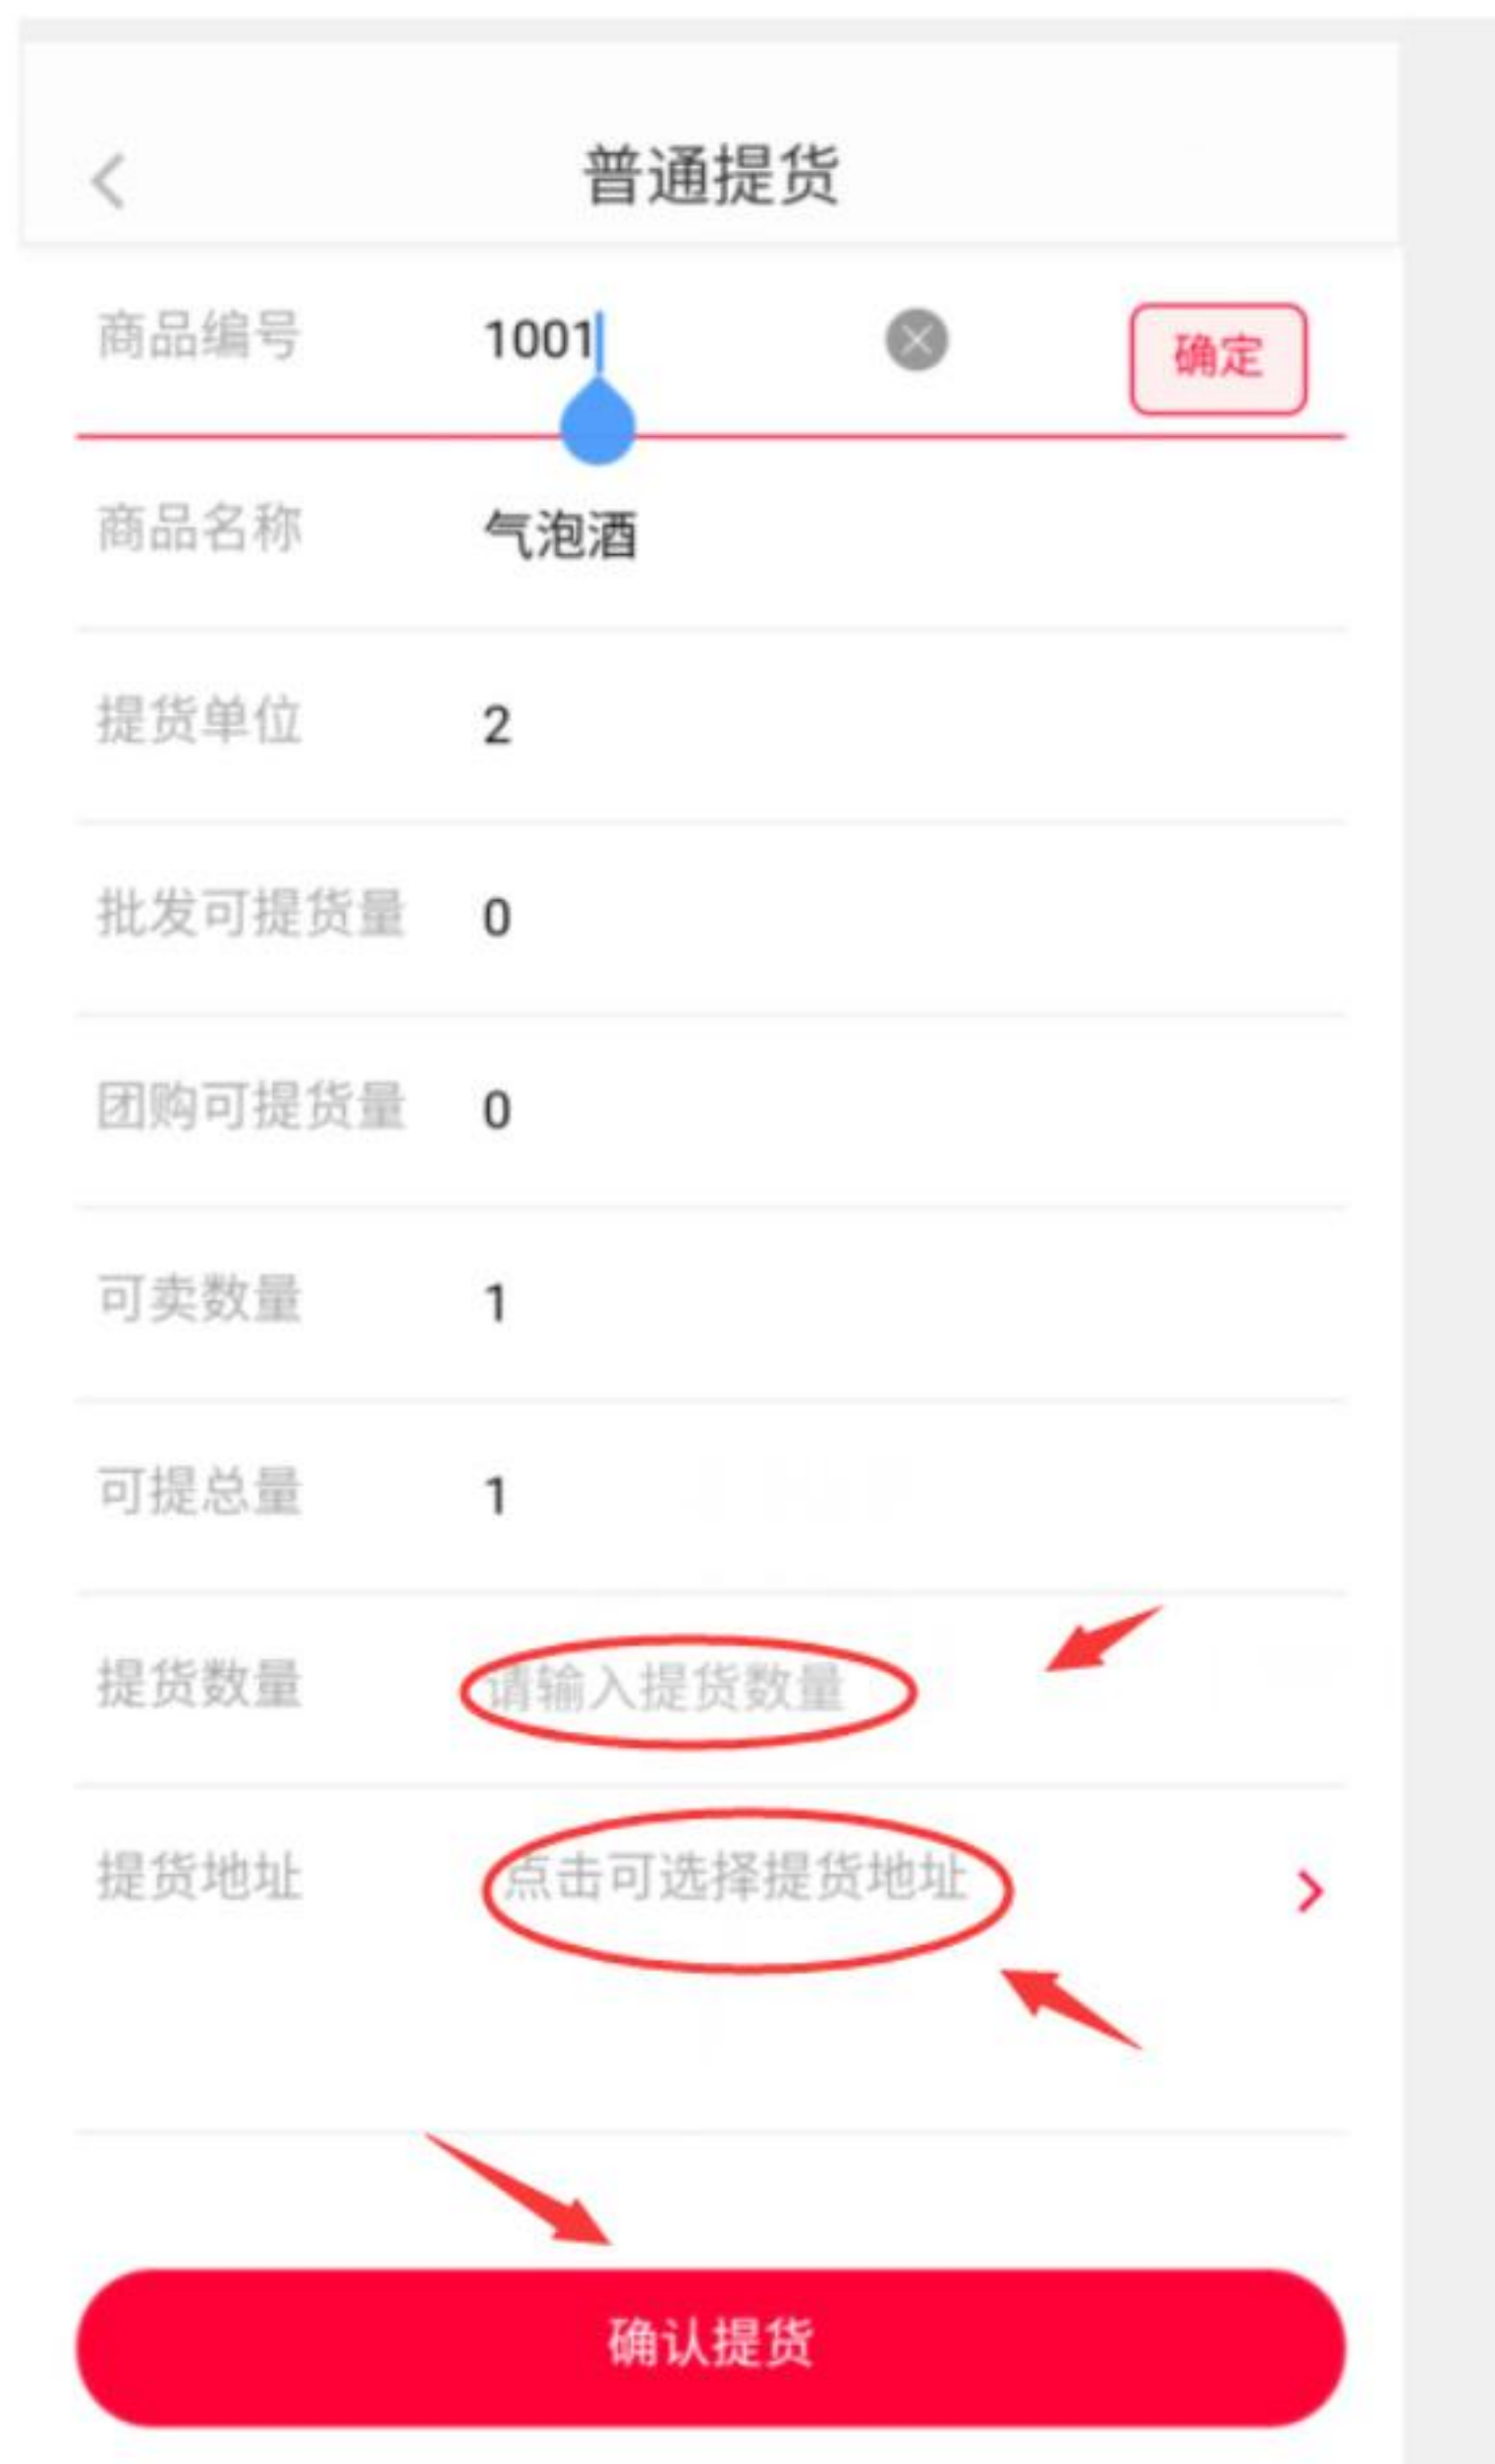 普通提货
商品编号 1001 确定
商品名称 气泡酒
提货单位 2
批发可提货量 0
团购可提货量 0
可卖数量 1
可提总量 1
提货数量 请输入提货数量
提货地址 点击可选择提货地址
确认提货